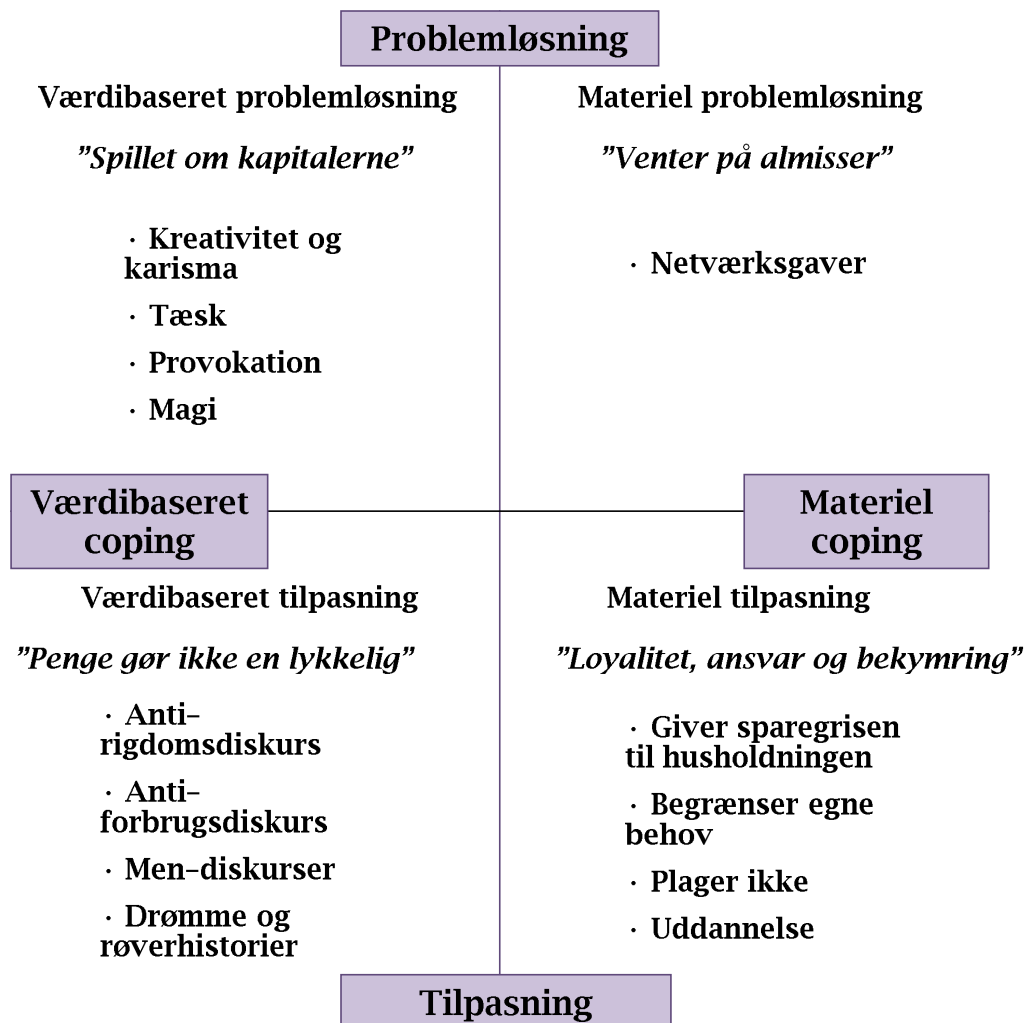 Problemløsning
Værdibaseret problemløsning
”Spillet om kapitalerne”
· Kreativitet og
karisma
· Tæsk
· Provokation
· Magi
Materiel problemløsning
”Venter på almisser”
· Netværksgaver
Værdibaseret
coping
Materiel
coping
Værdibaseret tilpasning
”Penge gør ikke en lykkelig”
· Anti-
rigdomsdiskurs
· Anti-
forbrugsdiskurs
· Men-diskurser
· Drømme og
røverhistorier
Materiel tilpasning
”Loyalitet, ansvar og bekymring”
· Giver sparegrisen
til husholdningen
· Begrænser egne
behov
· Plager ikke
· Uddannelse
Tilpasning